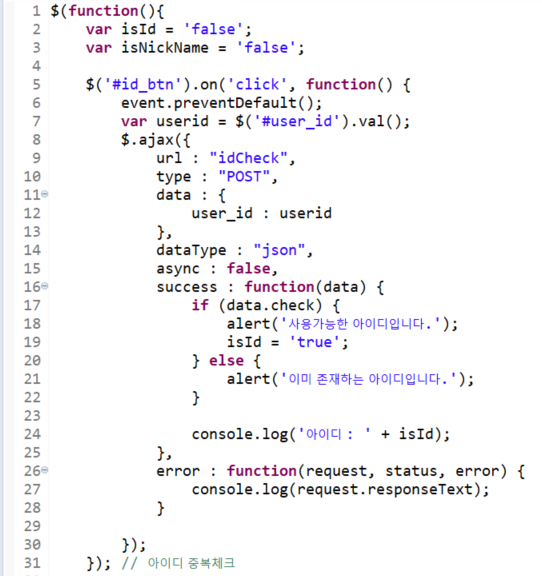 1 $(function(){
2     var isId = 'false';
3     var isNickName = 'false';
4
5     $('#id_btn').on('click', function() {
6         event.preventDefault();
7         var userid = $('#user_id').val();
8         $.ajax({
9             url : "idCheck",
10             type : "POST",
11             data : {
12                 user_id : userid
13             },
14             dataType : "json",
15             async : false,
16             success : function(data) {
17                 if (data.check) {
18                     alert('사용가능한 아이디입니다.');
19                     isId = 'true';
20                 } else {
21                     alert('이미 존재하는 아이디입니다.');
22                 }
23
24                 console.log('아이디 : ' + isId);
25             },
26             error : function(request, status, error) {
27                 console.log(request.responseText);
28             }
29
30         });
31     }); // 아이디 중복체크